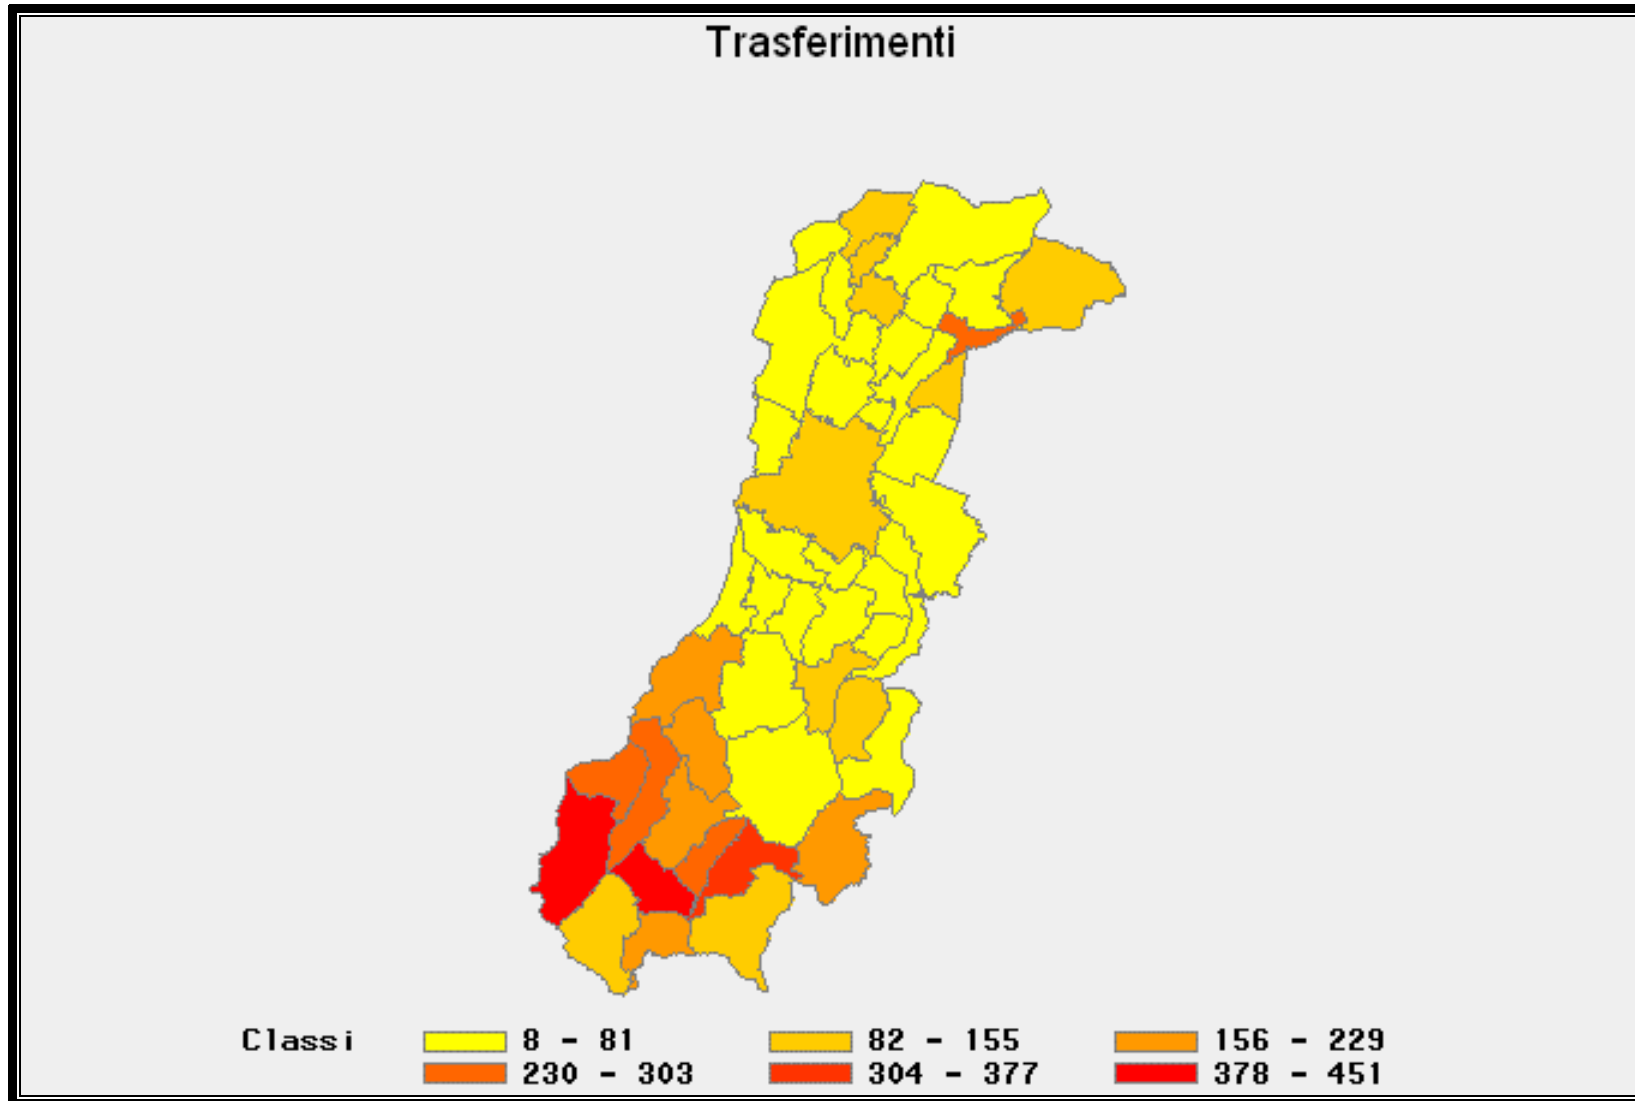 Trasferimenti
Classi 8 - 81 82 - 155 156 - 229
230 - 303 304 - 377 378 - 451